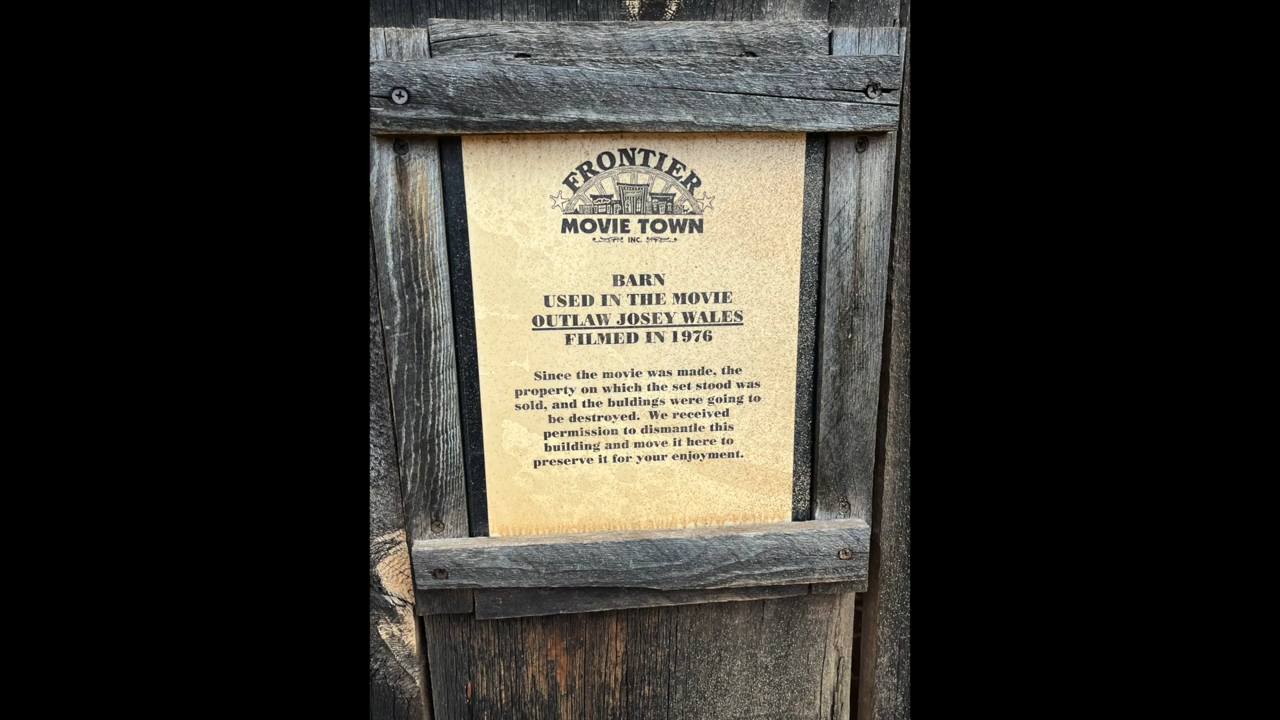 FRONTIER
MOVIE TOWN
INC.
BARN
USED IN THE MOVIE
OUTLAW JOSEY WALES
FILMED IN 1976
Since the movie was made, the
property on which the set stood was
sold, and the buldings were going to
be destroyed. We received
permission to dismantle this
building and move it here to
preserve it for your enjoyment.